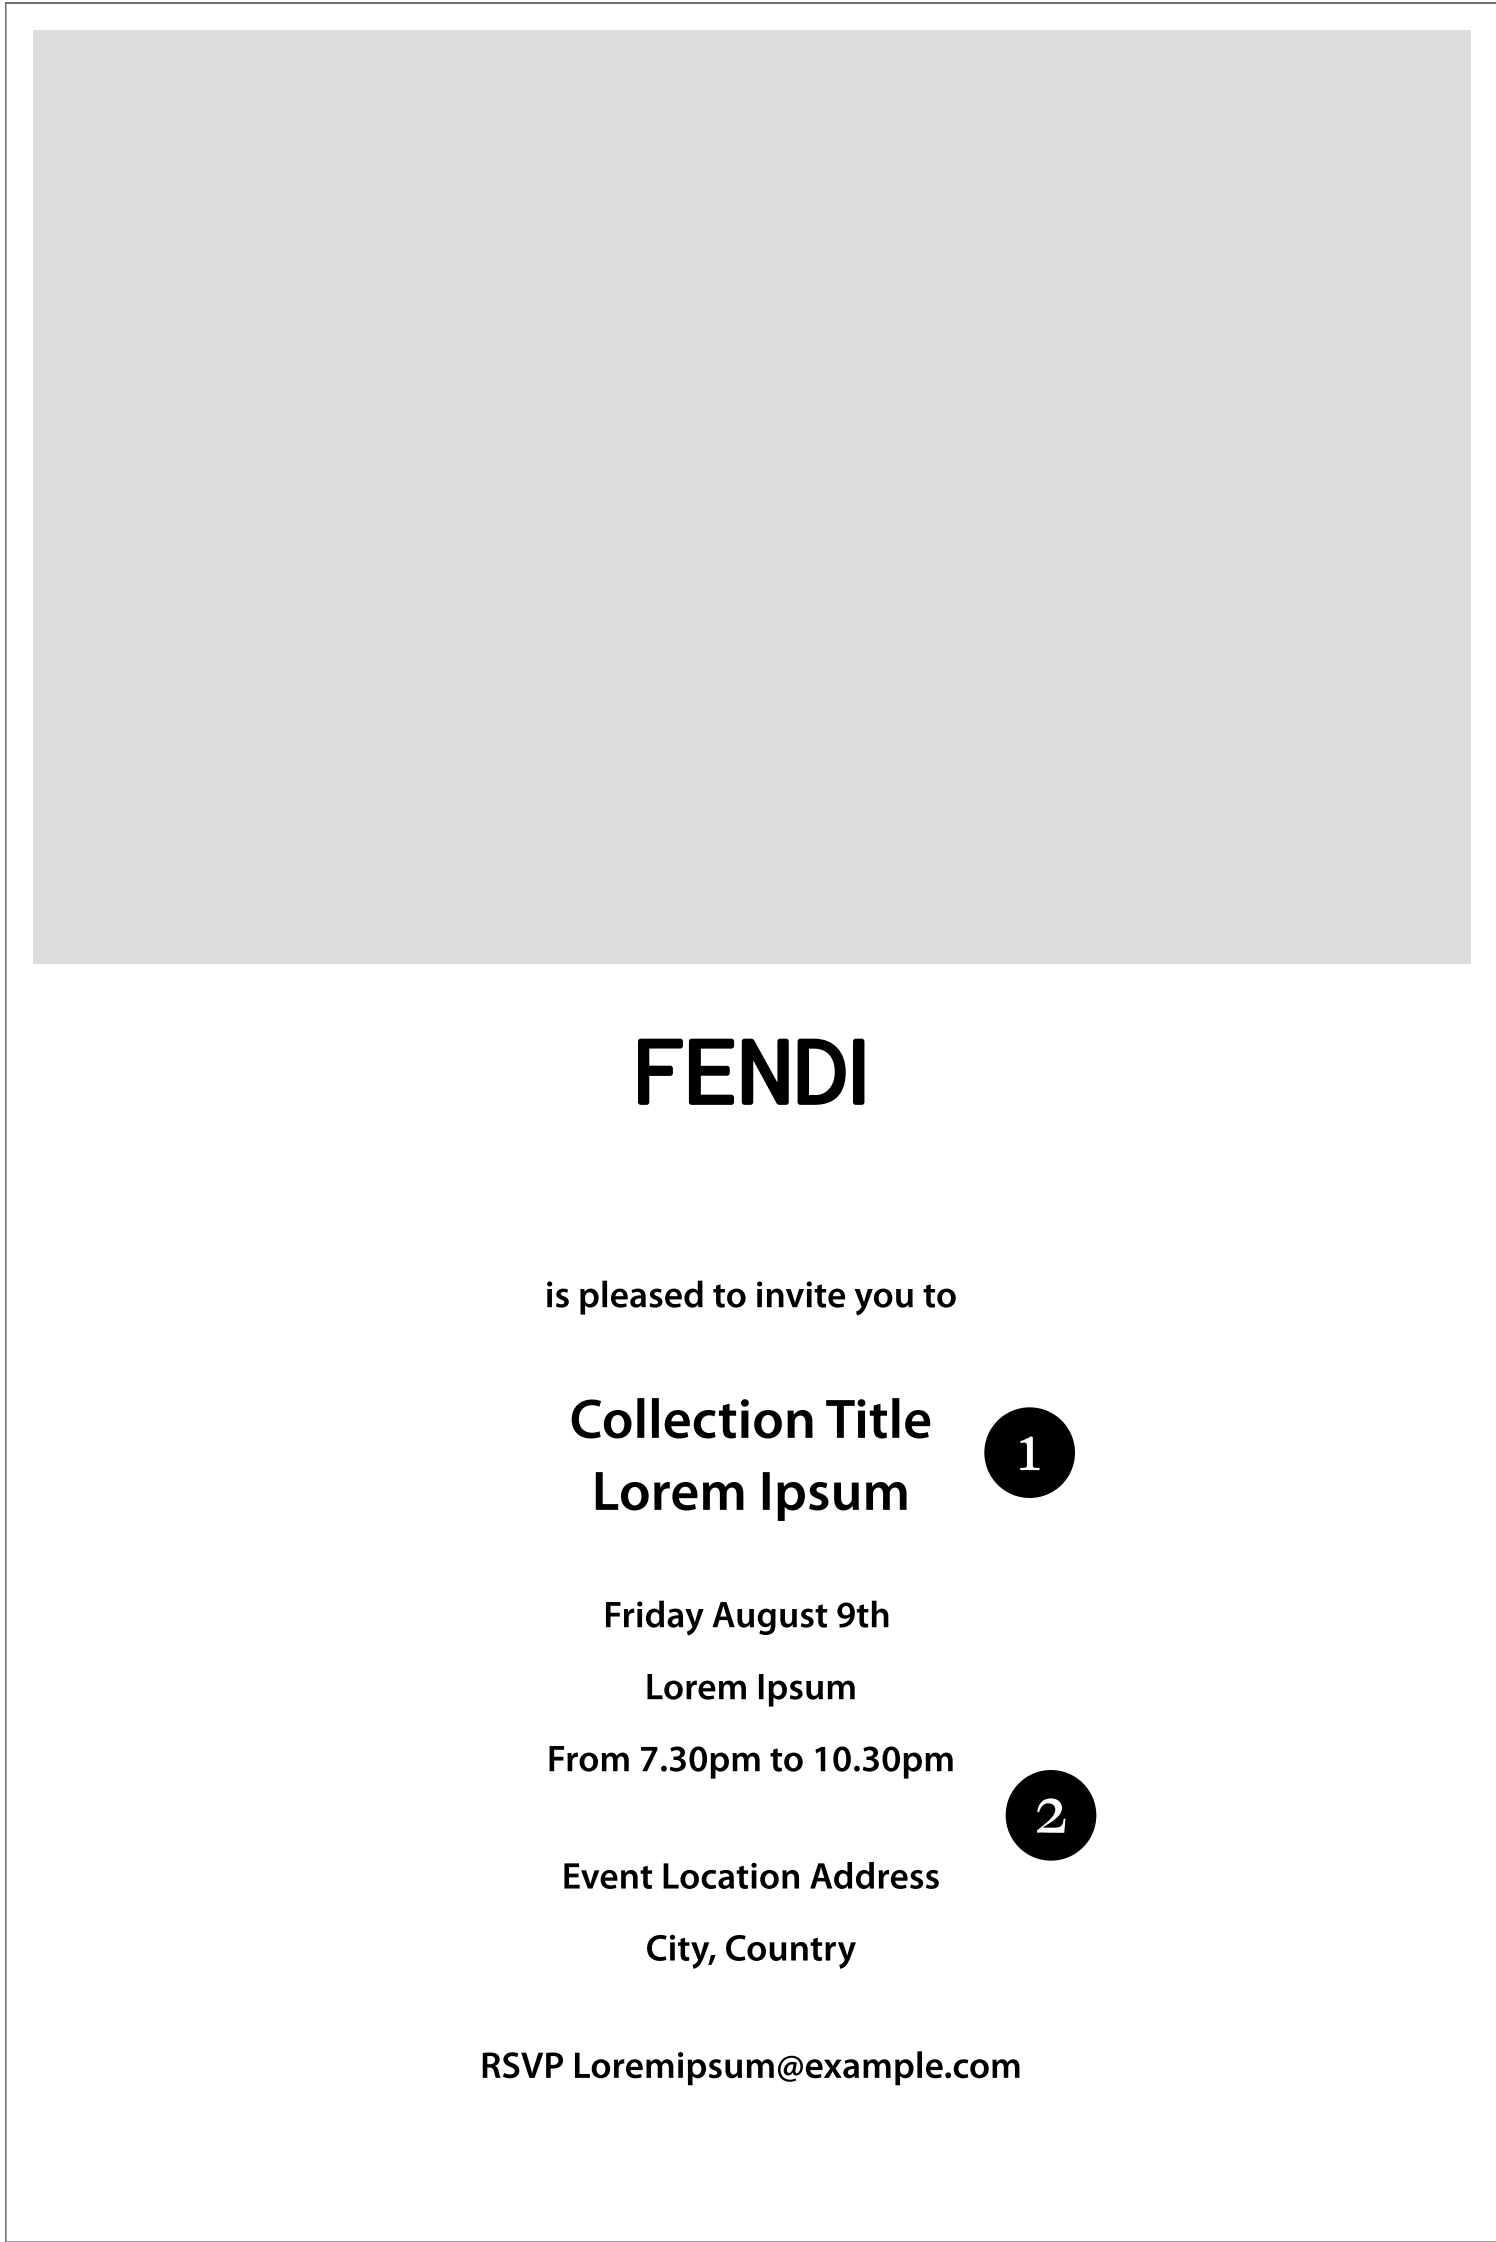 FENDI
is pleased to invite you to
Collection Title
Lorem Ipsum
1
Friday August 9th
Lorem Ipsum
From 7.30pm to 10.30pm
2
Event Location Address
City, Country
RSVP Loremipsum@example.com